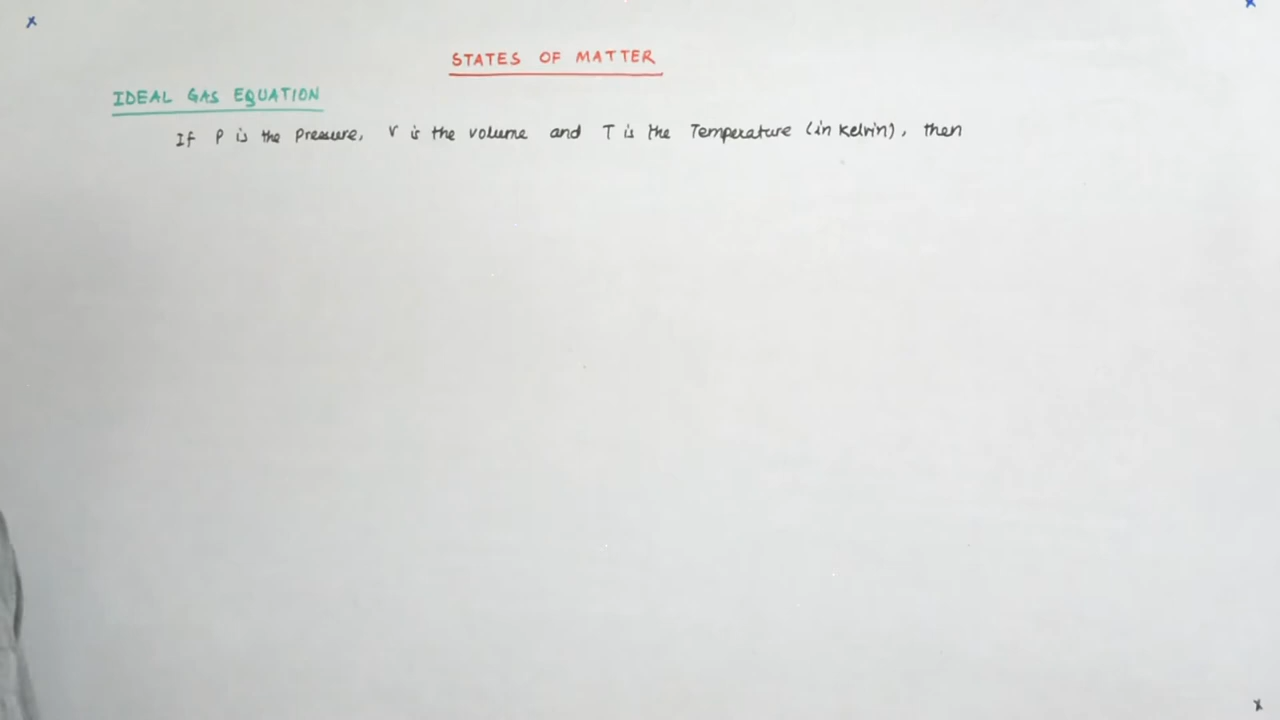 STATES OF MATTER
IDEAL GAS EQUATION
If P is the pressure, V is the volume and T is the Temperature (in Kelvin), then